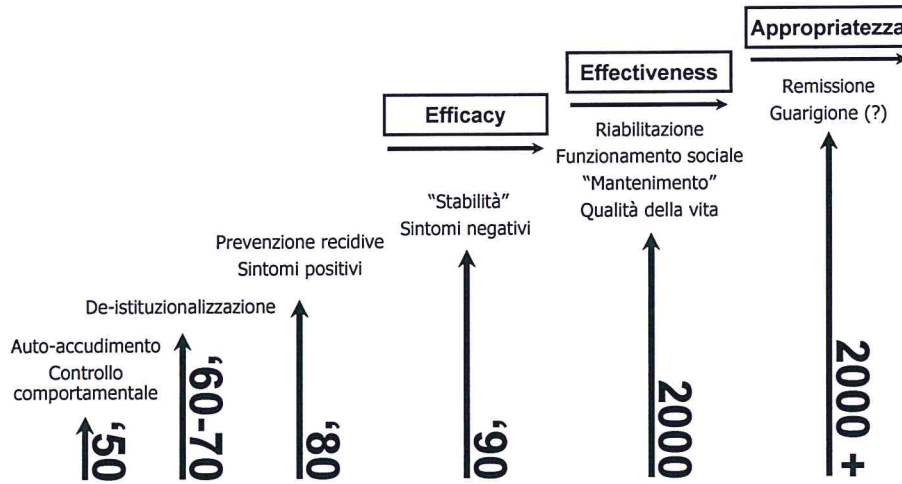 Appropriatezza
Remissione
Guarigione (?)
Effectiveness
Riabilitazione
Funzionamento sociale
“Mantenimento”
Qualità della vita
Efficacy
“Stabilità”
Sintomi negativi
Prevenzione recidive
Sintomi positivi
De-istituzionalizzazione
Auto-accudimento
Controllo
comportamentale
‘50
‘60-70
‘80
‘90
2000
2000 +